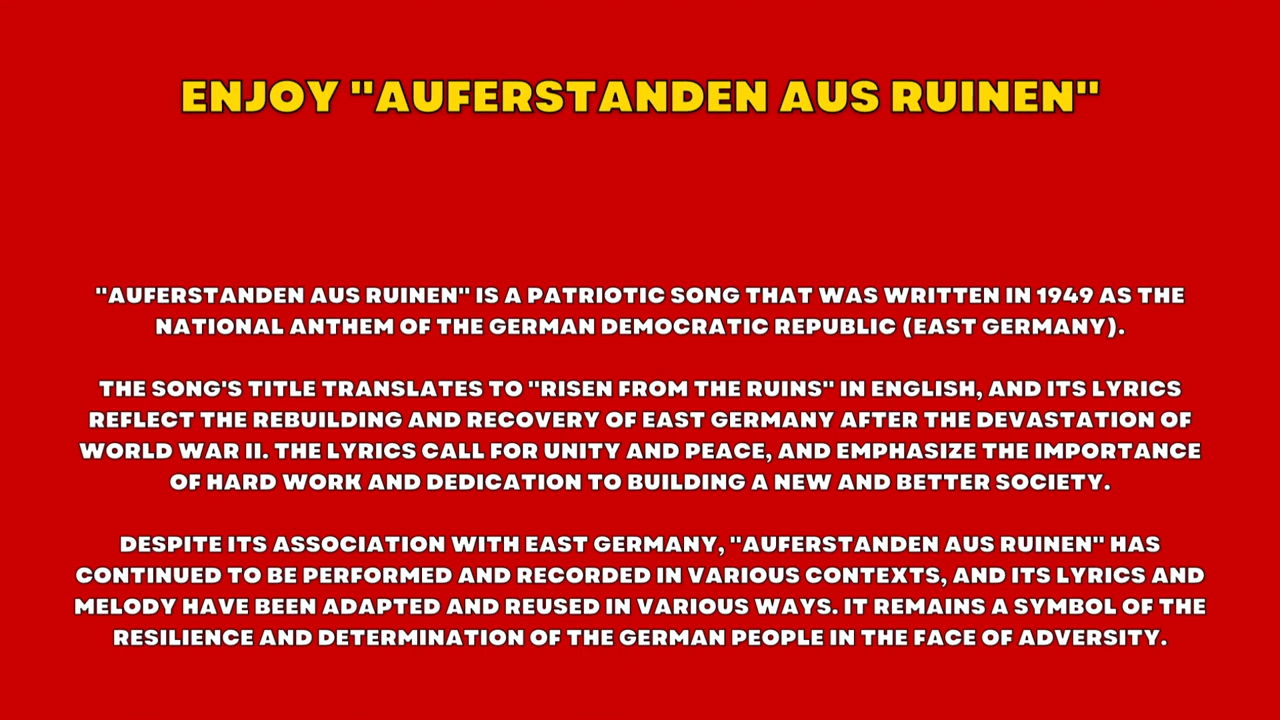 ENJOY "AUFERSTANDEN AUS RUINEN"
"AUFERSTANDEN AUS RUINEN" IS A PATRIOTIC SONG THAT WAS WRITTEN IN 1949 AS THE
NATIONAL ANTHEM OF THE GERMAN DEMOCRATIC REPUBLIC (EAST GERMANY).
THE SONG'S TITLE TRANSLATES TO "RISEN FROM THE RUINS" IN ENGLISH, AND ITS LYRICS
REFLECT THE REBUILDING AND RECOVERY OF EAST GERMANY AFTER THE DEVASTATION OF
WORLD WAR II. THE LYRICS CALL FOR UNITY AND PEACE, AND EMPHASIZE THE IMPORTANCE
OF HARD WORK AND DEDICATION TO BUILDING A NEW AND BETTER SOCIETY.
DESPITE ITS ASSOCIATION WITH EAST GERMANY, "AUFERSTANDEN AUS RUINEN" HAS
CONTINUED TO BE PERFORMED AND RECORDED IN VARIOUS CONTEXTS, AND ITS LYRICS AND
MELODY HAVE BEEN ADAPTED AND REUSED IN VARIOUS WAYS. IT REMAINS A SYMBOL OF THE
RESILIENCE AND DETERMINATION OF THE GERMAN PEOPLE IN THE FACE OF ADVERSITY.